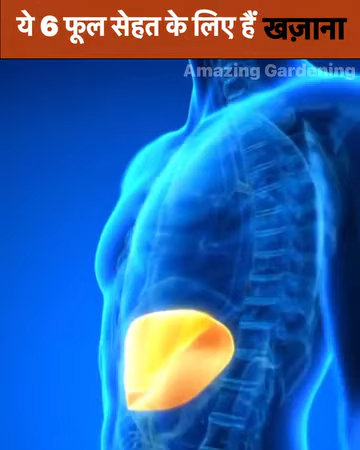 ये 6 फूल सेहत के लिए हैं खज़ाना
Amazing Gardening